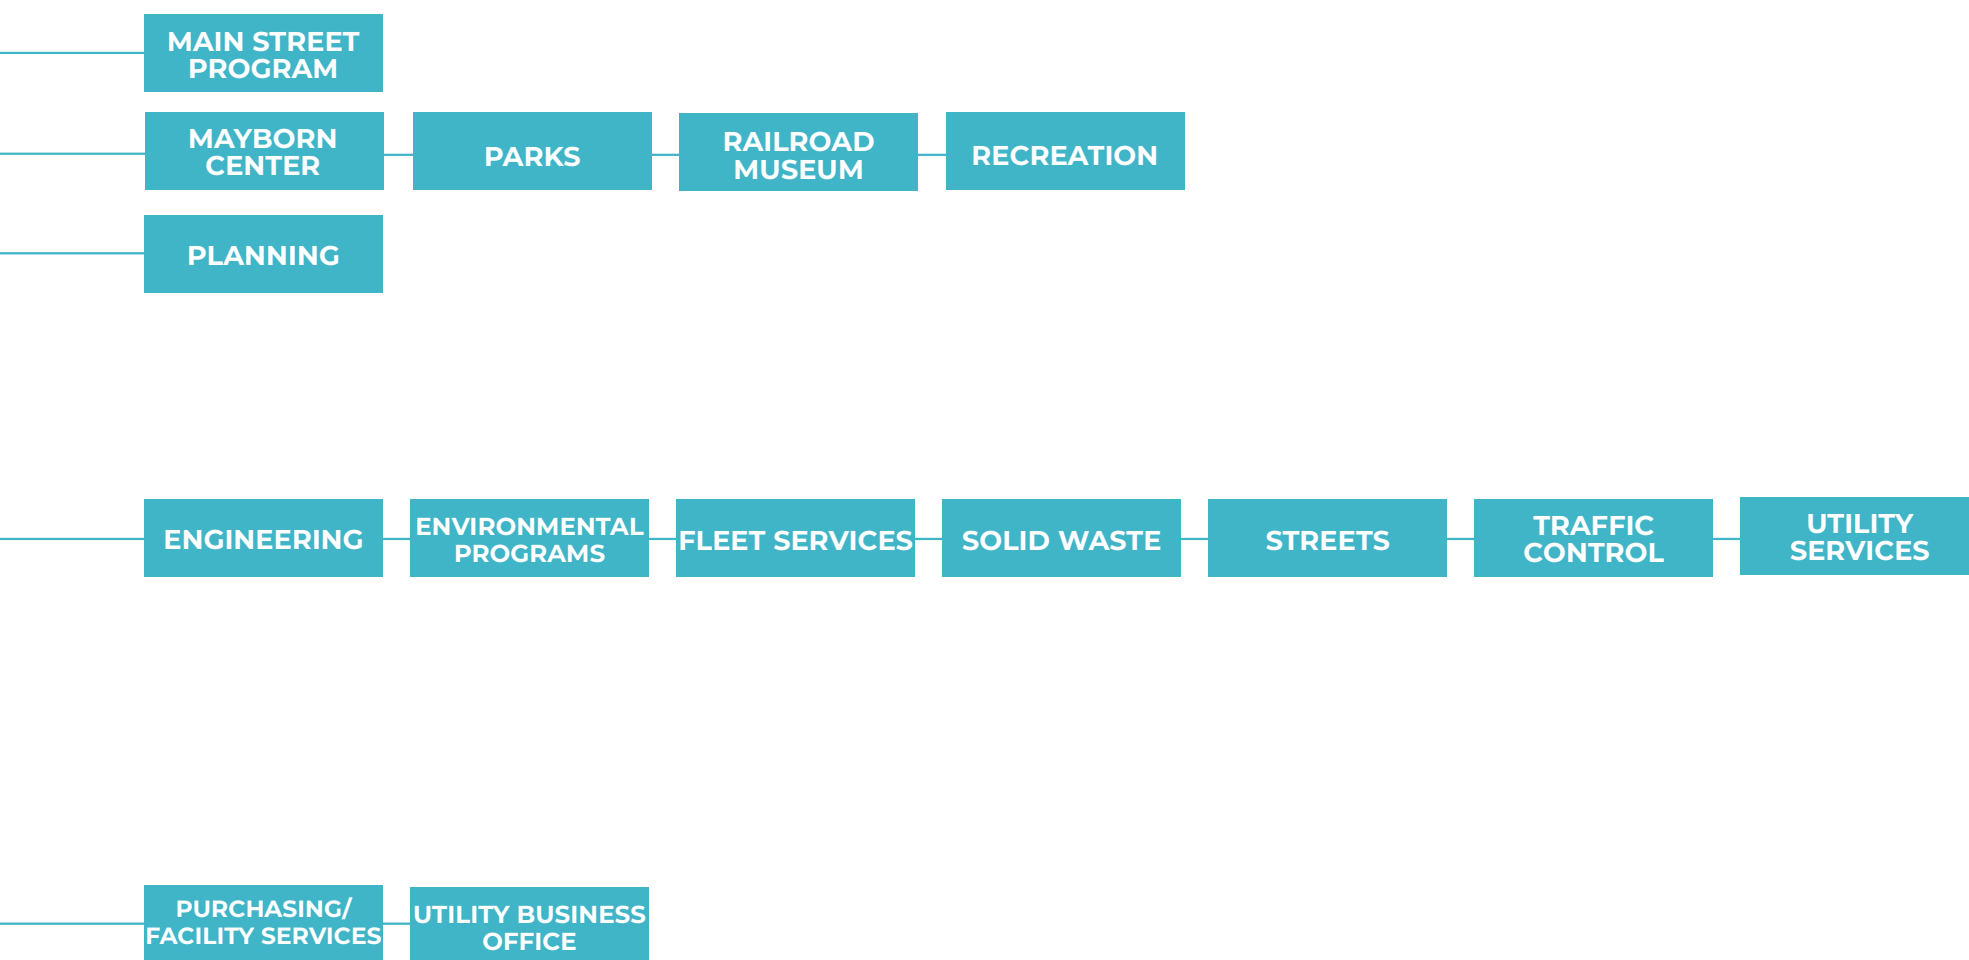 MAIN STREET
PROGRAM
MAYBORN
CENTER
PARKS
RAILROAD
MUSEUM
RECREATION
PLANNING
ENGINEERING
ENVIRONMENTAL
PROGRAMS
FLEET SERVICES
SOLID WASTE
STREETS
TRAFFIC
CONTROL
UTILITY
SERVICES
PURCHASING/
FACILITY SERVICES
UTILITY BUSINESS
OFFICE